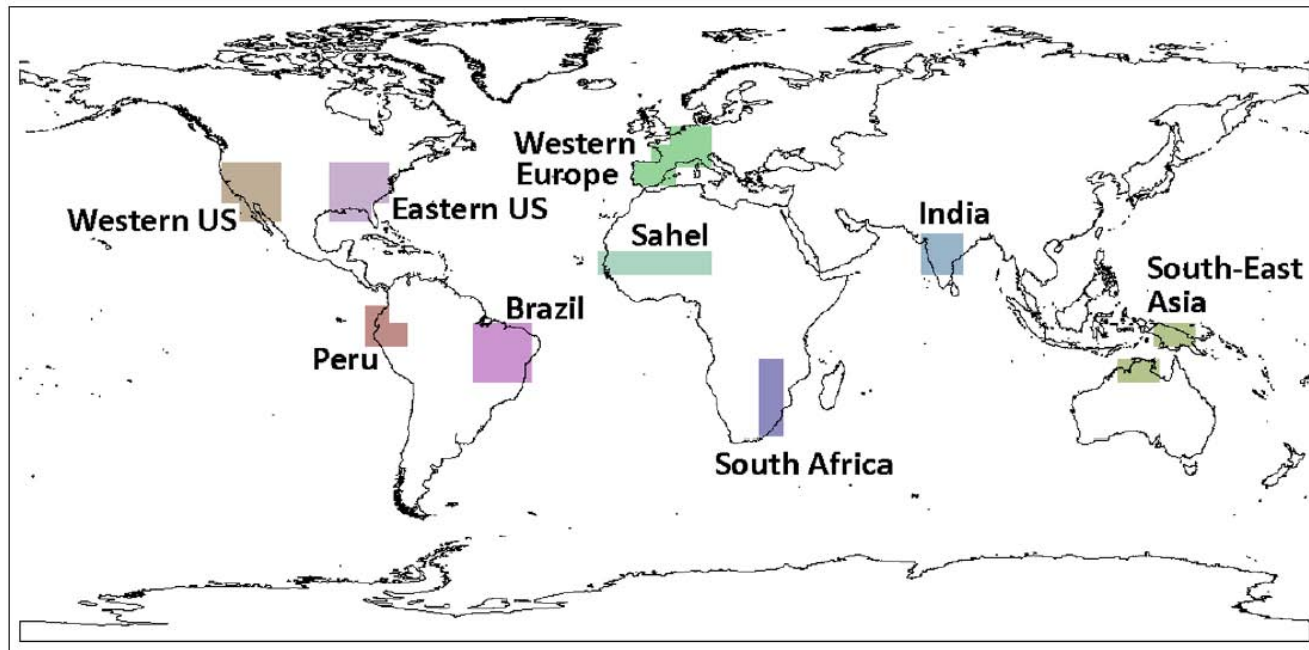 Western
Europe
Western US
Eastern US
Sahel
India
South-East
Asia
Brazil
Peru
South Africa